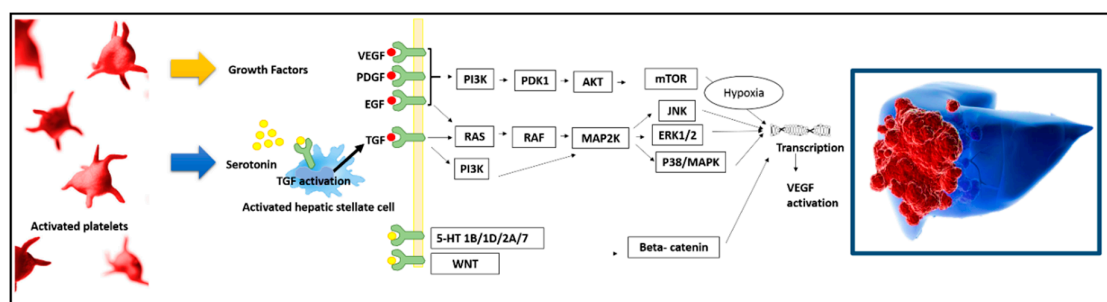 Activated platelets
Growth Factors
Serotonin
TGF activation
Activated hepatic stellate cell
VEGF
PDGF
EGF
TGF
PI3K
PDK1
AKT
mTOR
Hypoxia
RAS
RAF
MAP2K
JNK
ERK1/2
P38/MAPK
PI3K
5-HT 1B/1D/2A/7
WNT
Beta- catenin
Transcription
VEGF
activation